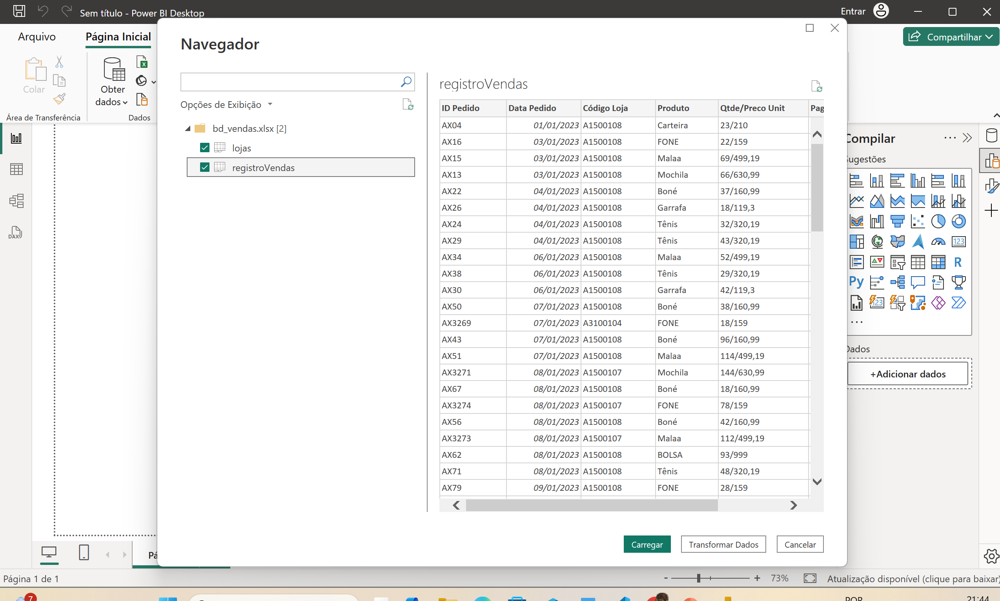 Sem título - Power BI Desktop
Entrar
Arquivo
Página Inicial
Compartilhar
Colar
Obter
dados
Área de Transferência
Dados
Navegador
Opções de Exibição
bd_vendas.xlsx [2]
lojas
registroVendas
registroVendas
ID Pedido Data Pedido Código Loja Produto Qtde/Preco Unit Pag
AX04 01/01/2023 A1500108 Carteira 23/210
AX16 03/01/2023 A1500108 FONE 22/159
AX15 03/01/2023 A1500108 Malaa 69/499,19
AX13 03/01/2023 A1500108 Mochila 66/630,99
AX22 04/01/2023 A1500108 Boné 37/160,99
AX26 04/01/2023 A1500108 Garrafa 18/119,3
AX24 04/01/2023 A1500108 Tênis 32/320,19
AX29 04/01/2023 A1500108 Tênis 43/320,19
AX34 06/01/2023 A1500108 Malaa 52/499,19
AX38 06/01/2023 A1500108 Tênis 29/320,19
AX30 06/01/2023 A1500108 Garrafa 42/119,3
AX50 07/01/2023 A1500108 Boné 38/160,99
AX3269 07/01/2023 A3100104 FONE 18/159
AX43 07/01/2023 A1500108 Boné 96/160,99
AX51 07/01/2023 A1500108 Malaa 114/499,19
AX3271 08/01/2023 A1500107 Mochila 144/630,99
AX67 08/01/2023 A1500108 Boné 18/160,99
AX3274 08/01/2023 A1500107 FONE 78/159
AX56 08/01/2023 A1500108 Boné 42/160,99
AX3273 08/01/2023 A1500107 Malaa 112/499,19
AX62 08/01/2023 A1500108 BOLSA 93/999
AX71 08/01/2023 A1500108 Tênis 48/320,19
AX79 09/01/2023 A1500108 FONE 28/159
Carregar
Transformar Dados
Cancelar
Compilar
Sugestões
123
R
Py
123
Dados
+Adicionar dados
DAX
Pá
Página 1 de 1
- + 73%
Atualização disponível (clique para baixar)
7
POR
21:44